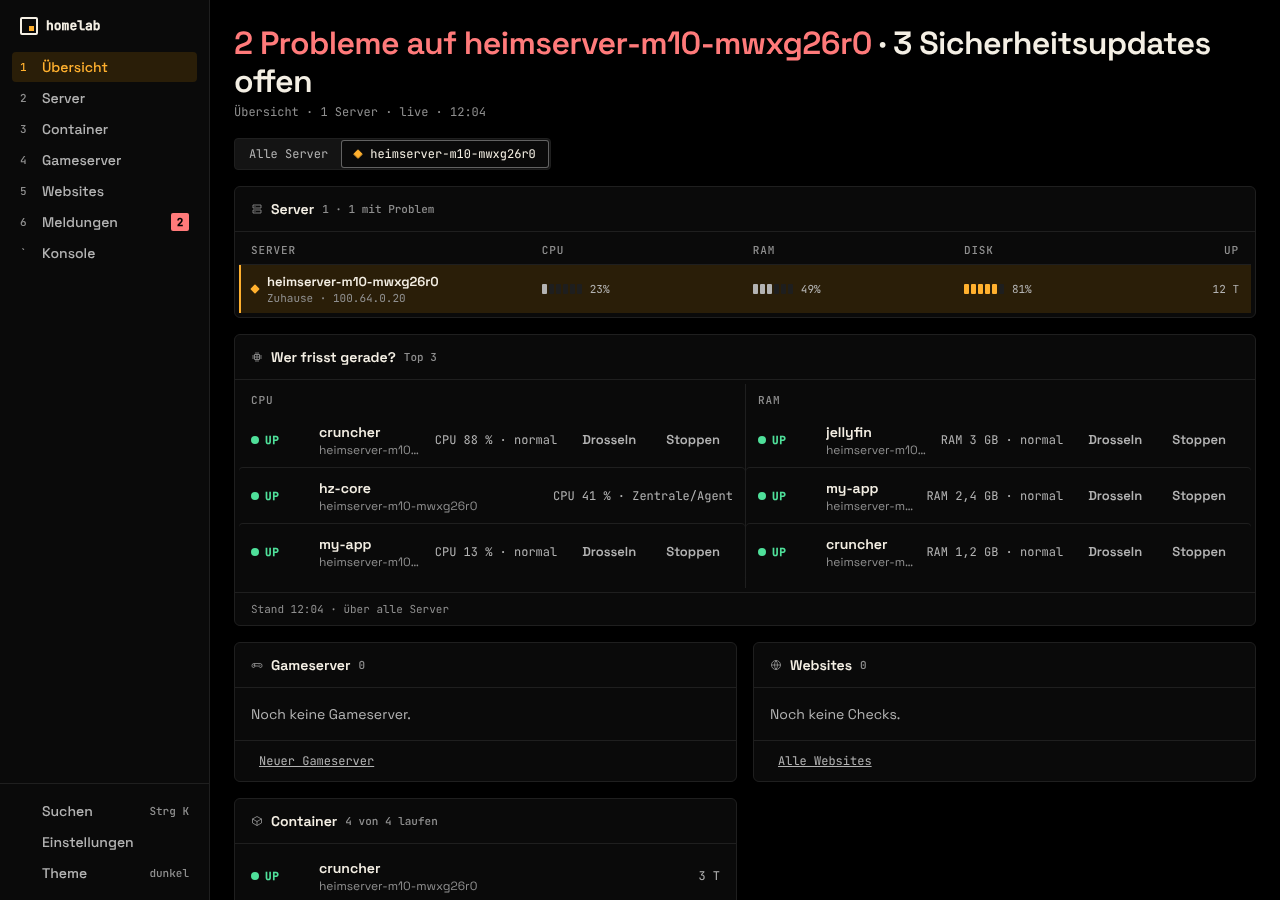 homelab
1 Übersicht
2 Server
3 Container
4 Gameserver
5 Websites
6 Meldungen 2
` Konsole
Suchen Strg K
Einstellungen
Theme dunkel
2 Probleme auf heimserver-m10-mwxg26r0 · 3 Sicherheitsupdates
offen
Übersicht · 1 Server · live · 12:04
Alle Server heimserver-m10-mwxg26r0
Server 1 · 1 mit Problem
SERVER CPU RAM DISK UP
heimserver-m10-mwxg26r0 23% 49% 81% 12 T
Zuhause · 100.64.0.20
Wer frisst gerade? Top 3
CPU
UP cruncher CPU 88 % · normal Drosseln Stoppen
heimserver-m10…
UP hz-core CPU 41 % · Zentrale/Agent
heimserver-m10-mwxg26r0
UP my-app CPU 13 % · normal Drosseln Stoppen
heimserver-m10…
RAM
UP jellyfin RAM 3 GB · normal Drosseln Stoppen
heimserver-m10…
UP my-app RAM 2,4 GB · normal Drosseln Stoppen
heimserver-m…
UP cruncher RAM 1,2 GB · normal Drosseln Stoppen
heimserver-m…
Stand 12:04 · über alle Server
Gameserver 0
Noch keine Gameserver.
Neuer Gameserver
Websites 0
Noch keine Checks.
Alle Websites
Container 4 von 4 laufen
UP cruncher 3 T
heimserver-m10-mwxg26r0